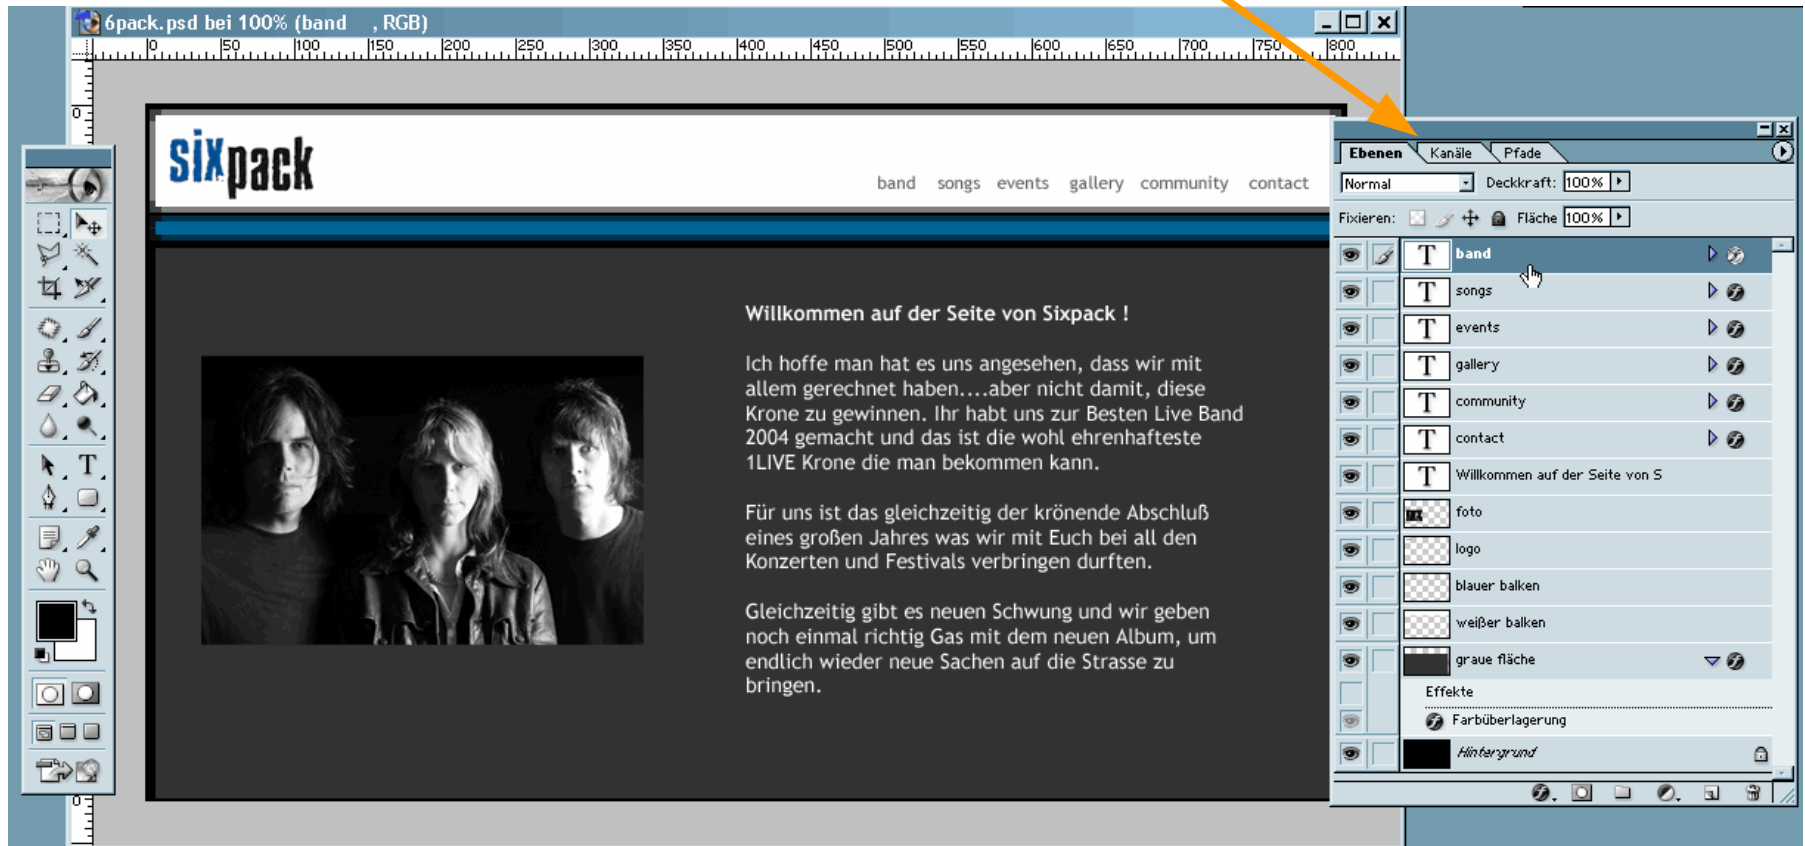 6pack.psd bei 100% (band , RGB)
0 50 100 150 200 250 300 350 400 450 500 550 600 650 700 750 800
0
sixpack
band songs events gallery community contact
Willkommen auf der Seite von Sixpack !
Ich hoffe man hat es uns angesehen, dass wir mit
allem gerechnet haben....aber nicht damit, diese
Krone zu gewinnen. Ihr habt uns zur Besten Live Band
2004 gemacht und das ist die wohl ehrenhafteste
1LIVE Krone die man bekommen kann.
Für uns ist das gleichzeitig der krönende Abschluß
eines großen Jahres was wir mit Euch bei all den
Konzerten und Festivals verbringen durften.
Gleichzeitig gibt es neuen Schwung und wir geben
noch einmal richtig Gas mit dem neuen Album, um
endlich wieder neue Sachen auf die Strasse zu
bringen.
Ebenen Kanäle Pfade
Normal Deckkraft: 100%
Fixieren: Fläche 100%
T band
T songs
T events
T gallery
T community
T contact
T Willkommen auf der Seite von S
foto
logo
blauer balken
weißer balken
graue fläche
Effekte
Farbüberlagerung
Hintergrund
T
0